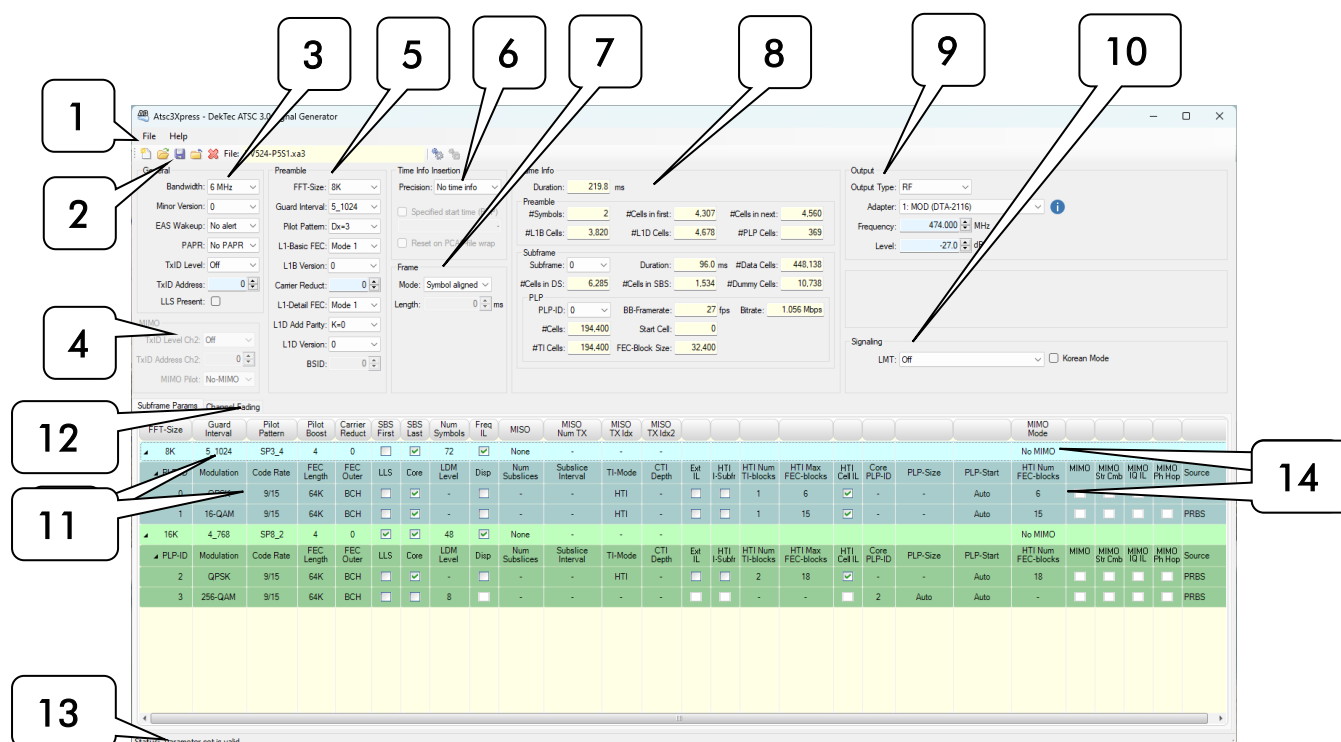 3 5 6 7 8 9 10
1
Atsc3Xpress - DekTec ATSC 3.0 Signal Generator
File Help
2
File: V524-P5S1.xa3
General
Bandwidth: 6 MHz
Minor Version: 0
EAS Wakeup: No alert
PAPR: No PAPR
TxID Level: Off
TxID Address: 0
LLS Present:
4
MIMO
TxID Level Ch2: Off
TxID Address Ch2: 0
MIMO Pilot: No-MIMO
Preamble
FFT-Size: 8K
Guard Interval: 5_1024
Pilot Pattern: Dx=3
L1-Basic FEC: Mode 1
L1B Version: 0
Carrier Reduct: 0
L1-Detail FEC: Mode 1
L1D Add Parity: K=0
L1D Version: 0
BSID: 0
Time Info Insertion
Precision: No time info
Specified start time
Reset on PCAP file wrap
Frame
Mode: Symbol aligned
Length: 0 ms
Info
Duration: 219.8 ms
Preamble
#Symbols: 2 #Cells in first: 4,307 #Cells in next: 4,560
#L1B Cells: 3,820 #L1D Cells: 4,678 #PLP Cells: 369
Subframe
Subframe: 0 Duration: 96.0 ms #Data Cells: 448,138
#Cells in DS: 6,285 #Cells in SBS: 1,534 #Dummy Cells: 10,738
PLP
PLP-ID: 0 BB-Framerate: 27 fps Bitrate: 1.056 Mbps
#Cells: 194,400 Start Cell: 0
#TI Cells: 194,400 FEC-Block Size: 32,400
Output
Output Type: RF
Adapter: 1: MOD (DTA-2116)
Frequency: 474.000 MHz
Level: -27.0
Signaling
LMT: Off Korean Mode
Subframe Params Channel Fading
12
FFT-Size Guard Interval Pilot Pattern Pilot Boost Carrier Reduct SBS First SBS Last Num Symbols Freq IL MISO MISO Num TX MISO TX Idx MISO TX Idx2 MIMO Mode
8K 5_1024 SP3_4 4 0 72 None - - - No MIMO
PLP-ID Modulation Code Rate FEC Length FEC Outer LLS Core LDM Level Disp Num Subslices Subslice Interval TI-Mode CTI Depth Ext IL HTI I-Subfr HTI Num TI-blocks HTI Max FEC-blocks HTI Cell IL Core PLP-ID PLP-Size PLP-Start HTI Num FEC-blocks MIMO MIMO Str Cmb MIMO IQ IL MIMO Ph Hop Source
0 QPSK 9/15 64K BCH - - - HTI - 1 6 - - Auto 6
1 16-QAM 9/15 64K BCH - - - HTI - 1 15 - - Auto 15 PRBS
11
14
16K 4_768 SP8_2 4 0 48 None - - - No MIMO
PLP-ID Modulation Code Rate FEC Length FEC Outer LLS Core LDM Level Disp Num Subslices Subslice Interval TI-Mode CTI Depth Ext IL HTI I-Subfr HTI Num TI-blocks HTI Max FEC-blocks HTI Cell IL Core PLP-ID PLP-Size PLP-Start HTI Num FEC-blocks MIMO MIMO Str Cmb MIMO IQ IL MIMO Ph Hop Source
2 QPSK 9/15 64K BCH - - - HTI - 2 18 - - Auto 18 PRBS
3 256-QAM 9/15 64K BCH 8 - - - - - - 2 Auto Auto - PRBS
13